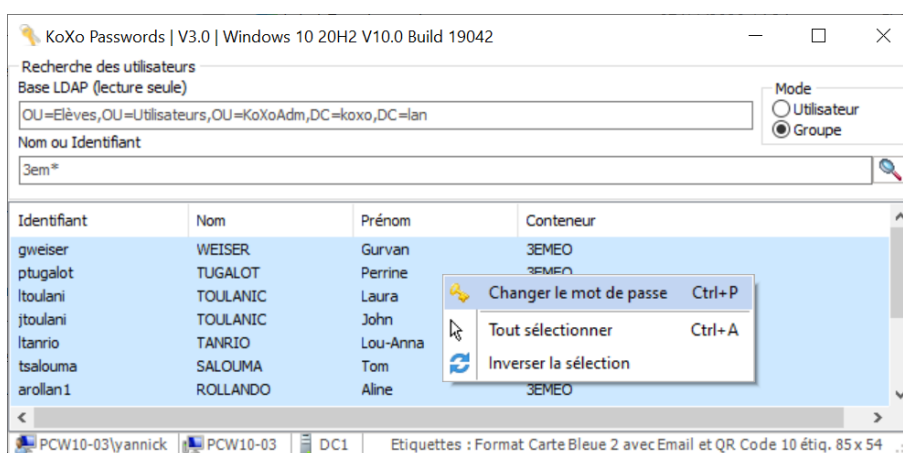 KoXo Passwords | V3.0 | Windows 10 20H2 V10.0 Build 19042
Recherche des utilisateurs
Base LDAP (lecture seule)
OU=Elèves,OU=Utilisateurs,OU=KoXoAdm,DC=koxo,DC=lan
Mode
Utilisateur
Groupe
Nom ou Identifiant
3em*
Identifiant Nom Prénom Conteneur
gweiser WEISER Gurvan 3EMEO
ptugalot TUGALOT Perrine 3EMEO
ltoulani TOULANIC Laura
jtoulani TOULANIC John
ltanrio TANRIO Lou-Anna
tsalouma SALOUMA Tom
arollan1 ROLLANDO Aline 3EMEO
Changer le mot de passe Ctrl+P
Tout sélectionner Ctrl+A
Inverser la sélection
PCW10-03\yannick PCW10-03 DC1 Etiquettes : Format Carte Bleue 2 avec Email et QR Code 10 étiq. 85 x 54